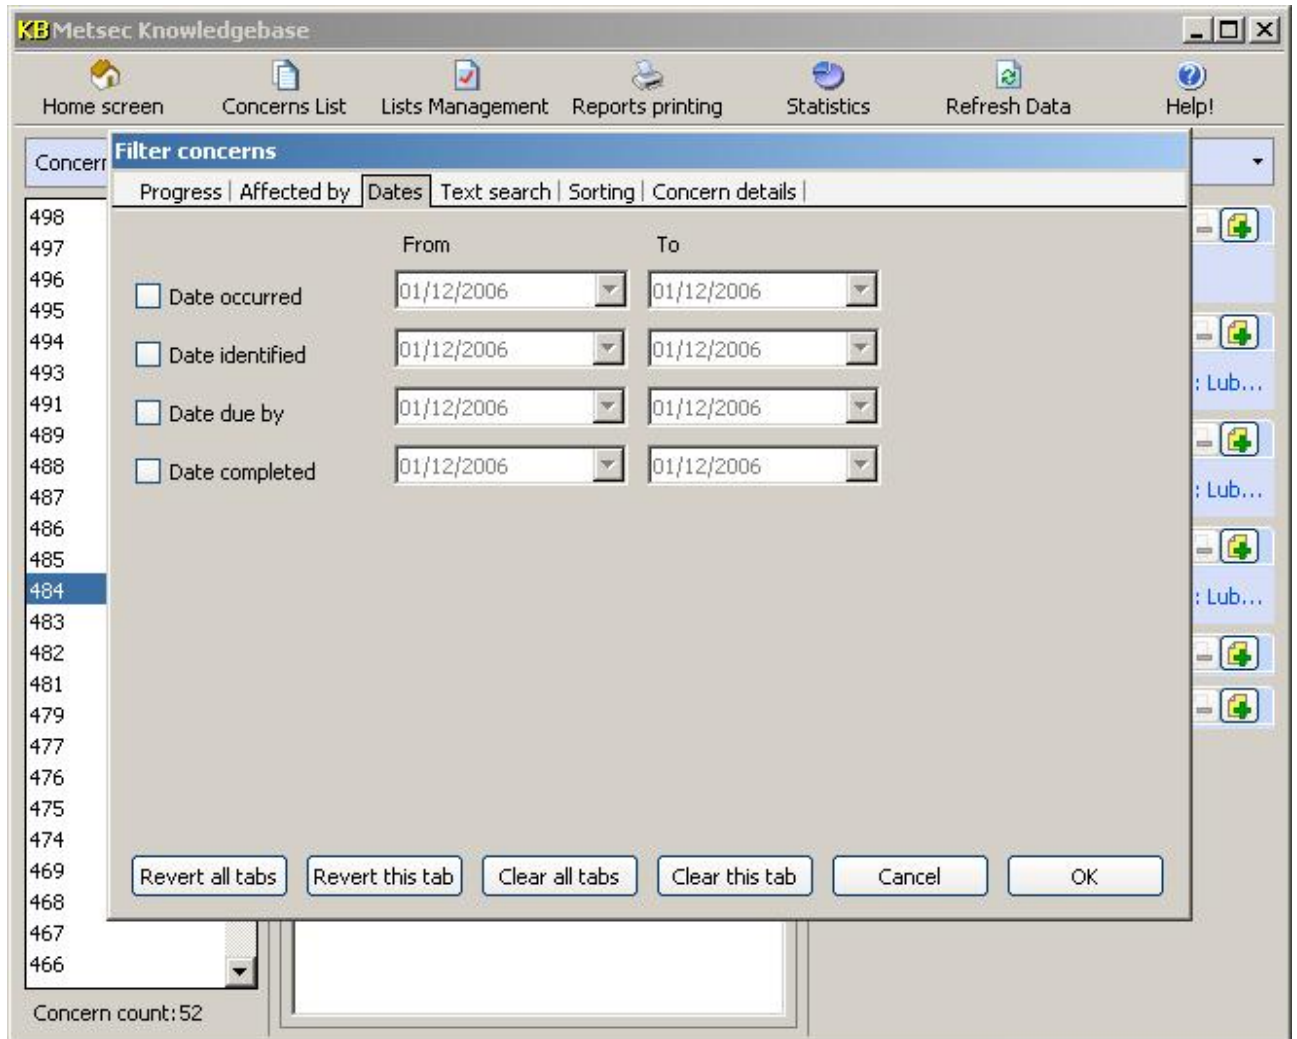 KB Metsec Knowledgebase
Home screen Concerns List Lists Management Reports printing Statistics Refresh Data Help!
Filter concerns
Progress | Affected by Dates Text search | Sorting | Concern details |
From To
Date occurred 01/12/2006 01/12/2006
Date identified 01/12/2006 01/12/2006
Date due by 01/12/2006 01/12/2006
Date completed 01/12/2006 01/12/2006
Revert all tabs Revert this tab Clear all tabs Clear this tab Cancel OK
Concern
498
497
496
495
494
493
491
489
488
487
486
485
484
483
482
481
479
477
476
475
474
469
468
467
466
: Lub...
: Lub...
: Lub...
Concern count: 52